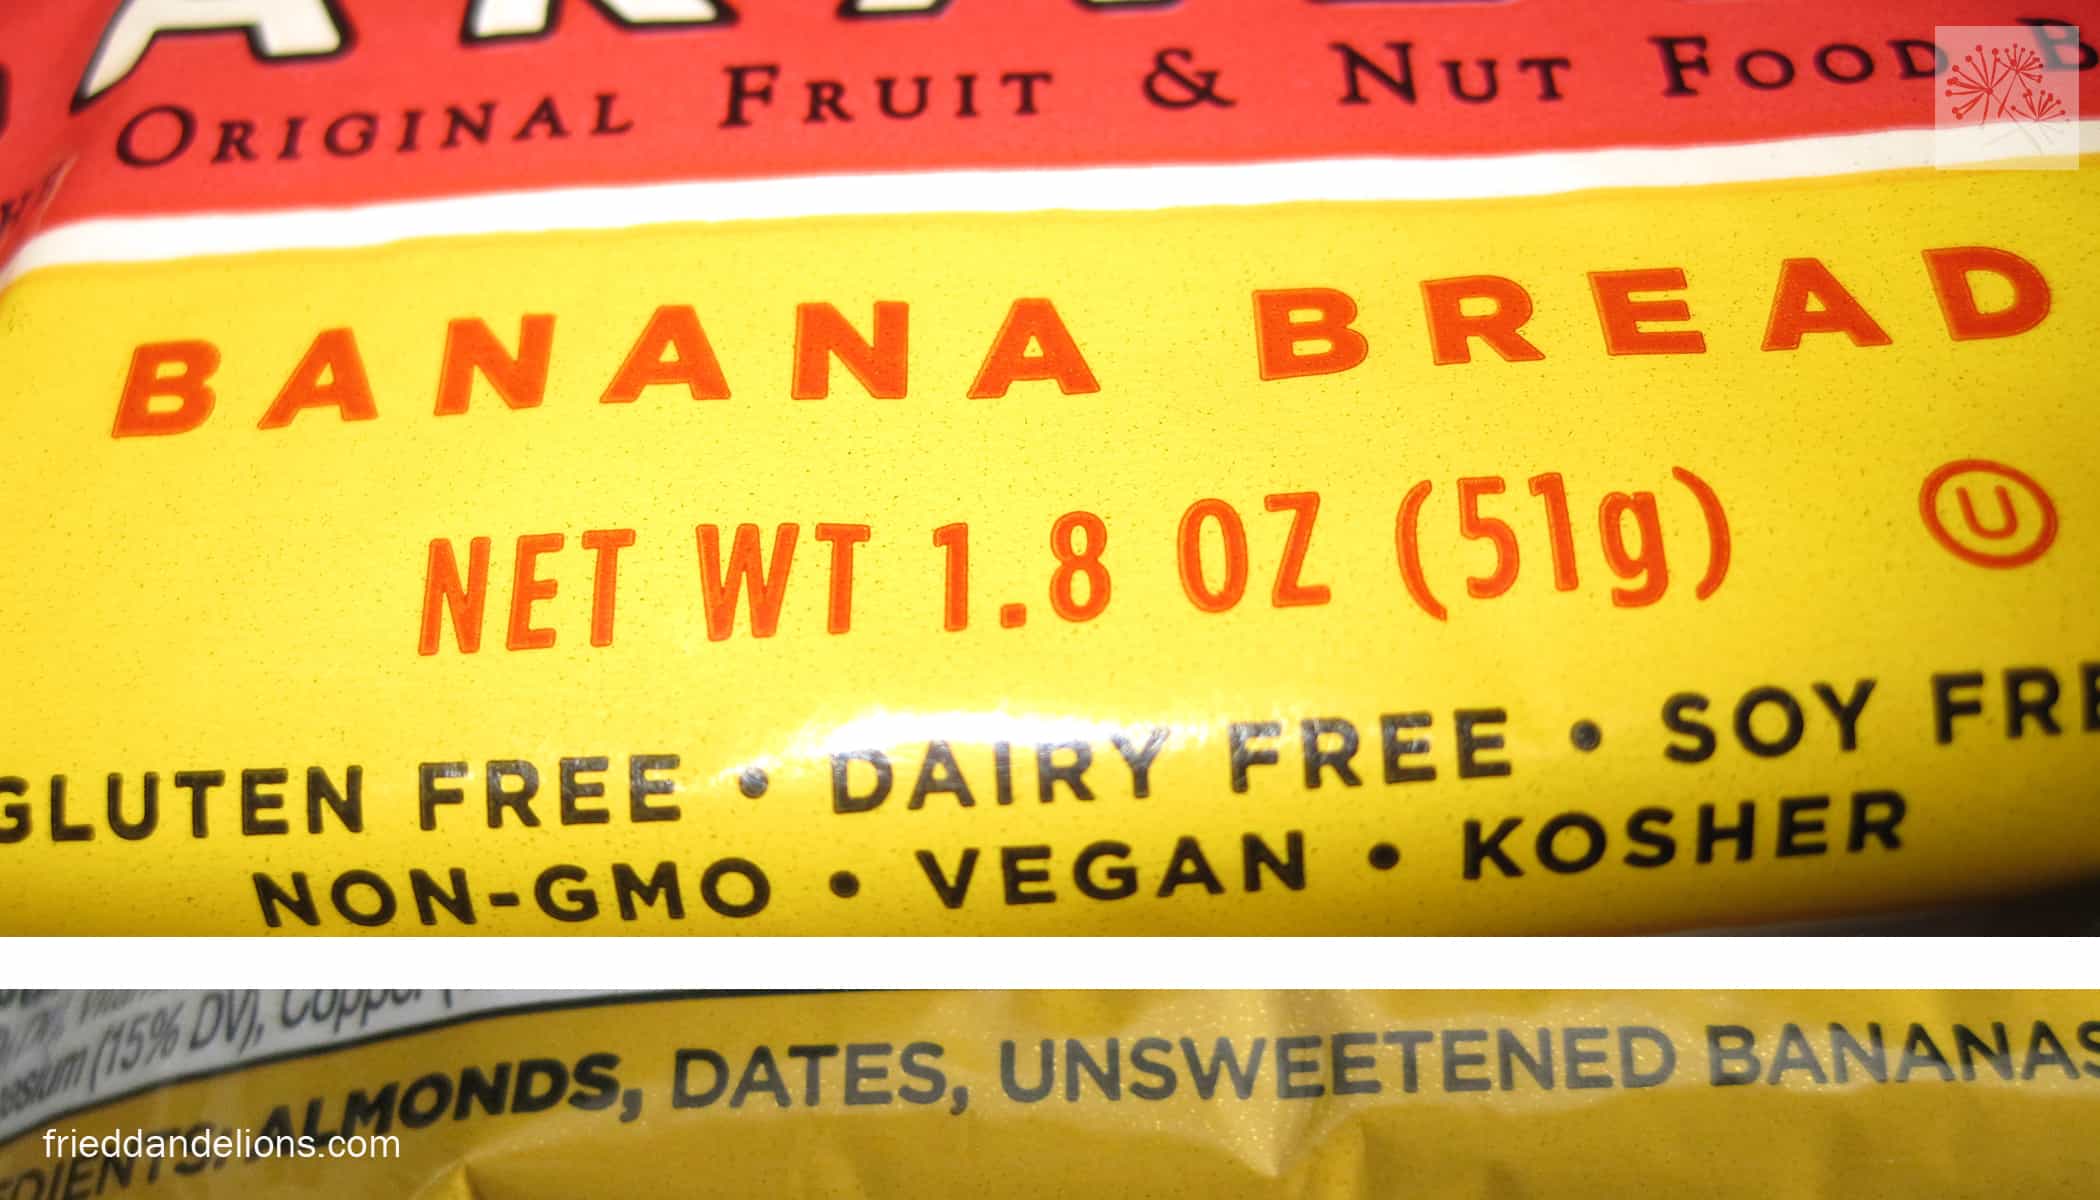 ORIGINAL FRUIT & NUT FOOD B
BANANA BREAD
NET WT 1.8 OZ (51g) U
GLUTEN FREE • DAIRY FREE • SOY FRE
NON-GMO • VEGAN • KOSHER
(15% DV), Copper
EDIENTS: ALMONDS, DATES, UNSWEETENED BANANAS
frieddandelions.com